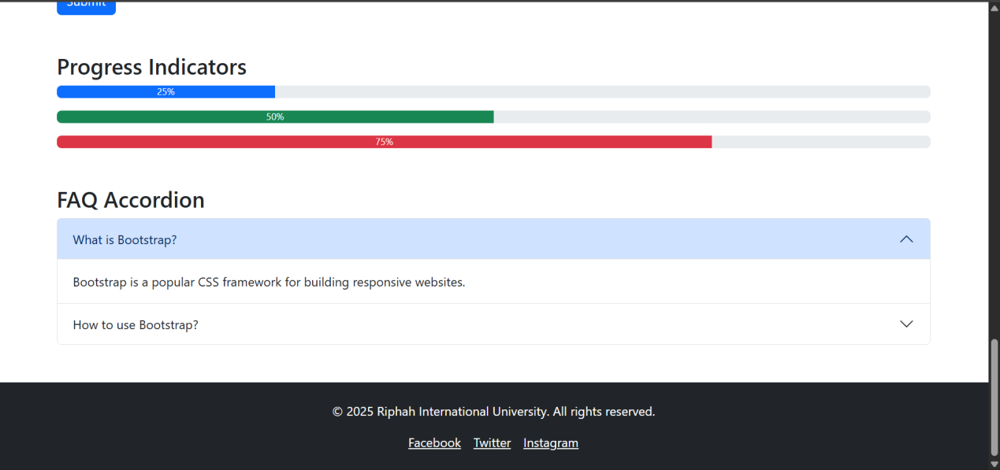 Submit
Progress Indicators
25%
50%
75%
FAQ Accordion
What is Bootstrap?
Bootstrap is a popular CSS framework for building responsive websites.
How to use Bootstrap?
© 2025 Riphah International University. All rights reserved.
Facebook Twitter Instagram